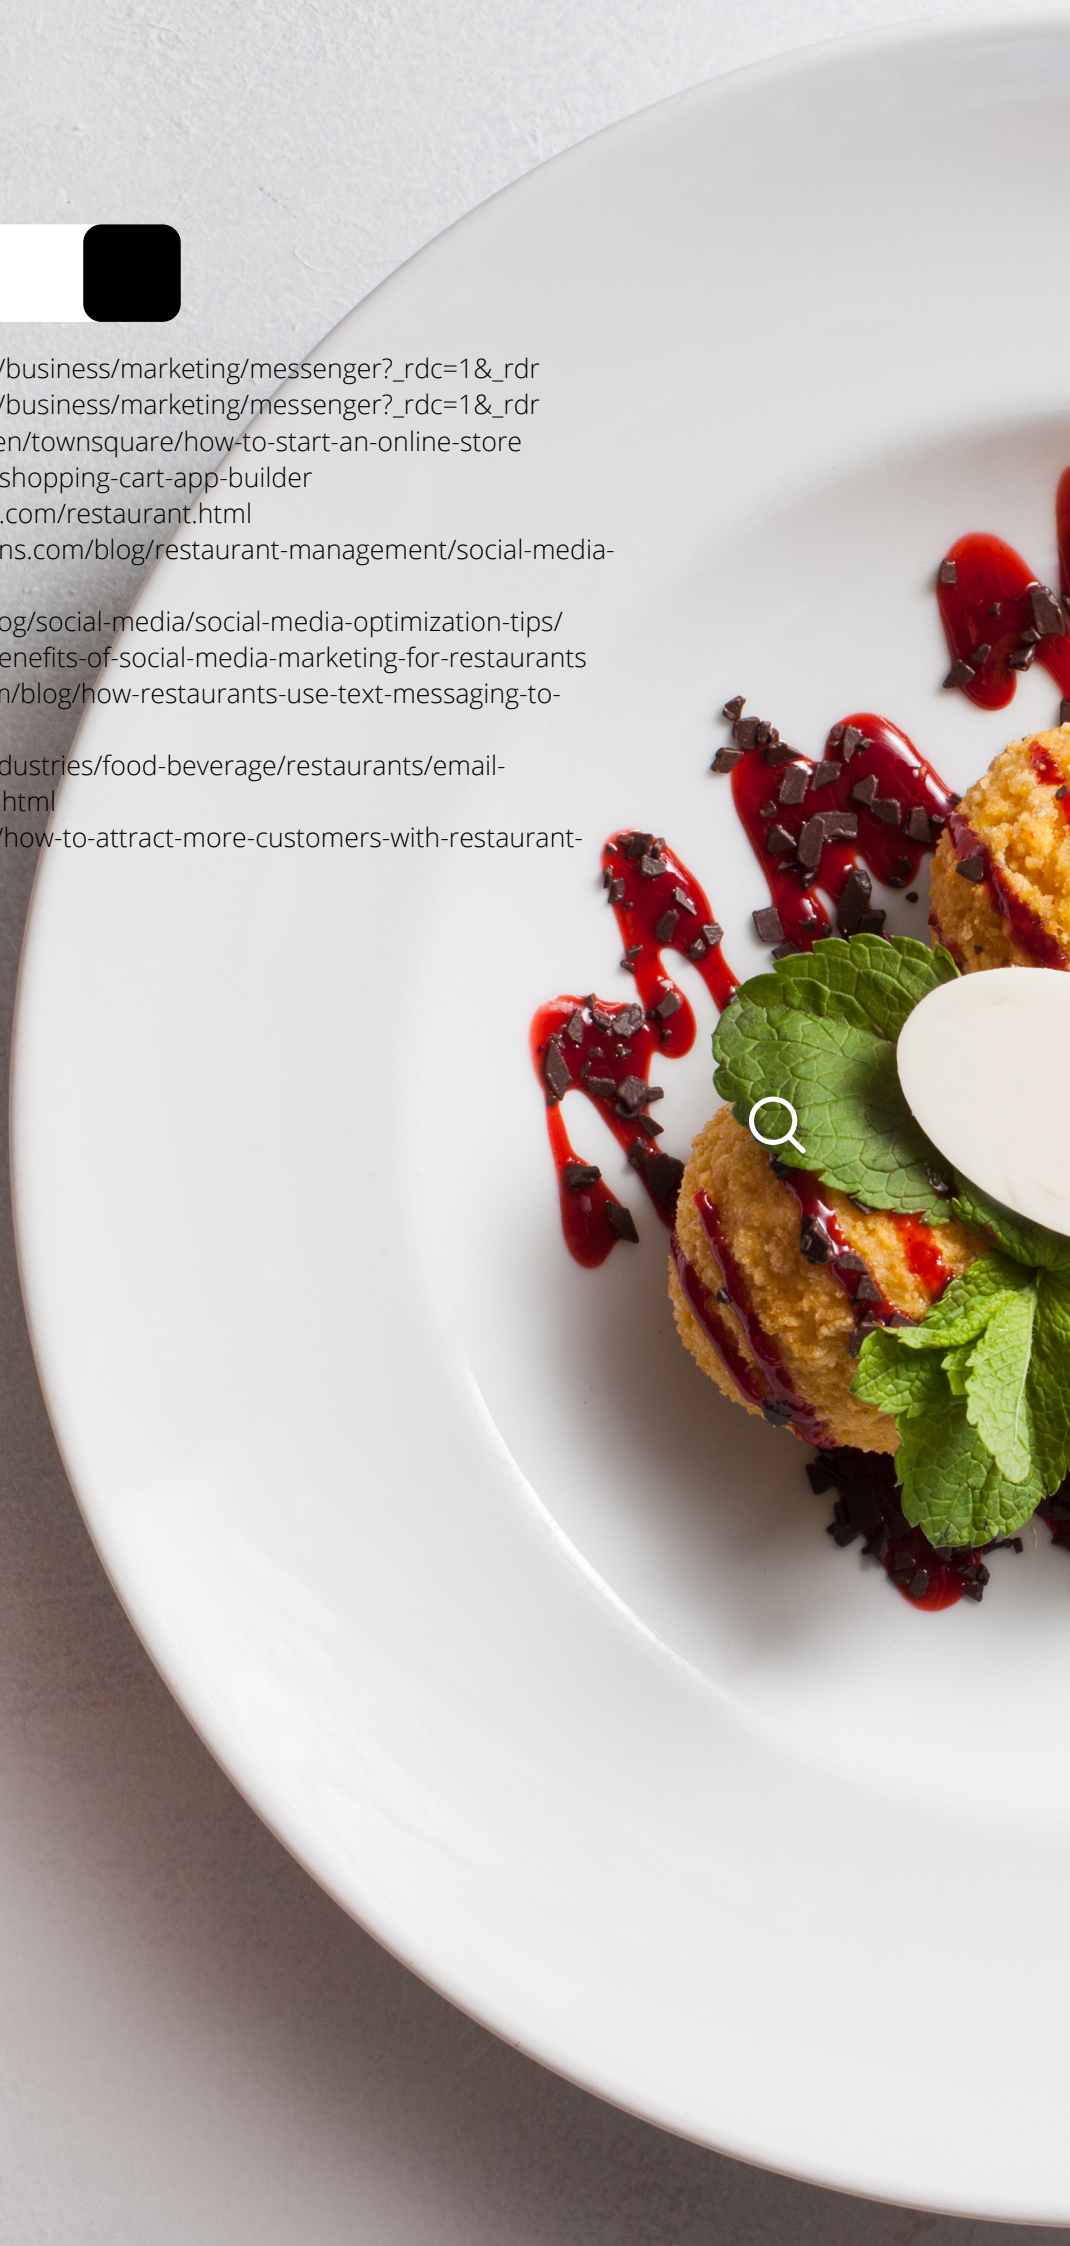 /business/marketing/messenger?_rdc=1&_rdr
/business/marketing/messenger?_rdc=1&_rdr
en/townsquare/how-to-start-an-online-store
shopping-cart-app-builder
.com/restaurant.html
ns.com/blog/restaurant-management/social-media-
og/social-media/social-media-optimization-tips/
enefits-of-social-media-marketing-for-restaurants
m/blog/how-restaurants-use-text-messaging-to-
dustries/food-beverage/restaurants/email-
html
/how-to-attract-more-customers-with-restaurant-